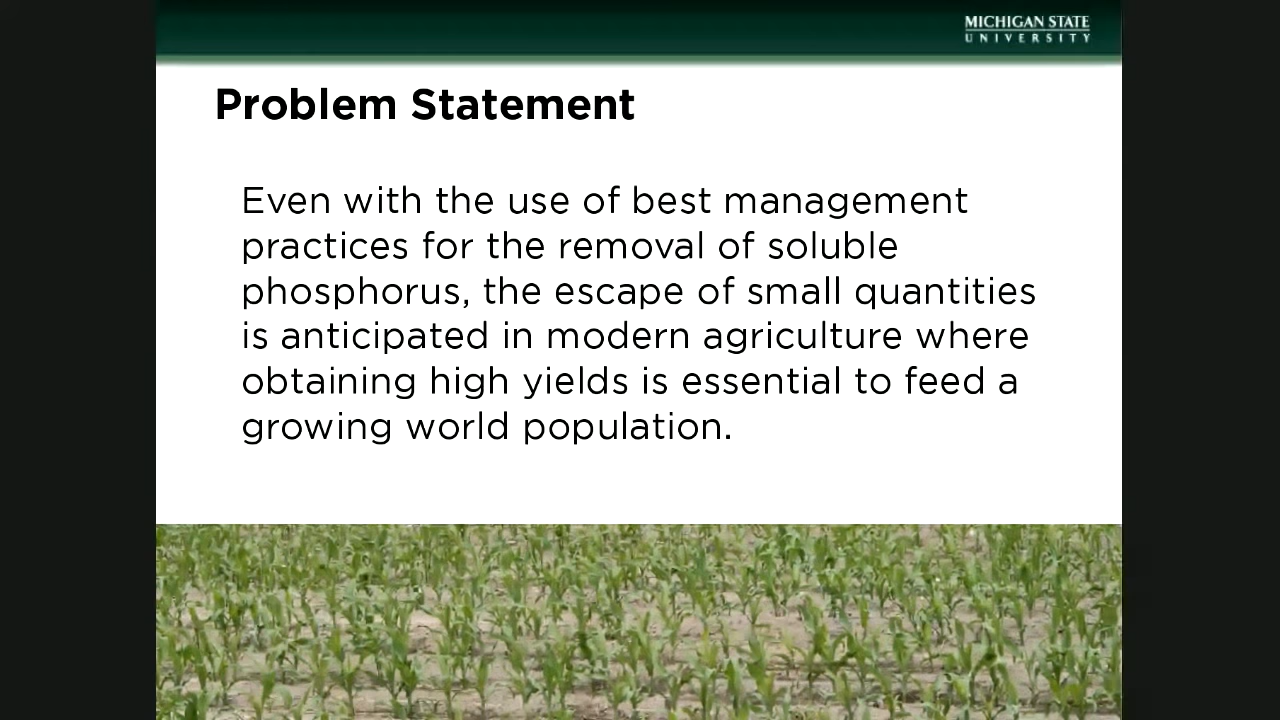 MICHIGAN STATE
UNIVERSITY
Problem Statement
Even with the use of best management
practices for the removal of soluble
phosphorus, the escape of small quantities
is anticipated in modern agriculture where
obtaining high yields is essential to feed a
growing world population.